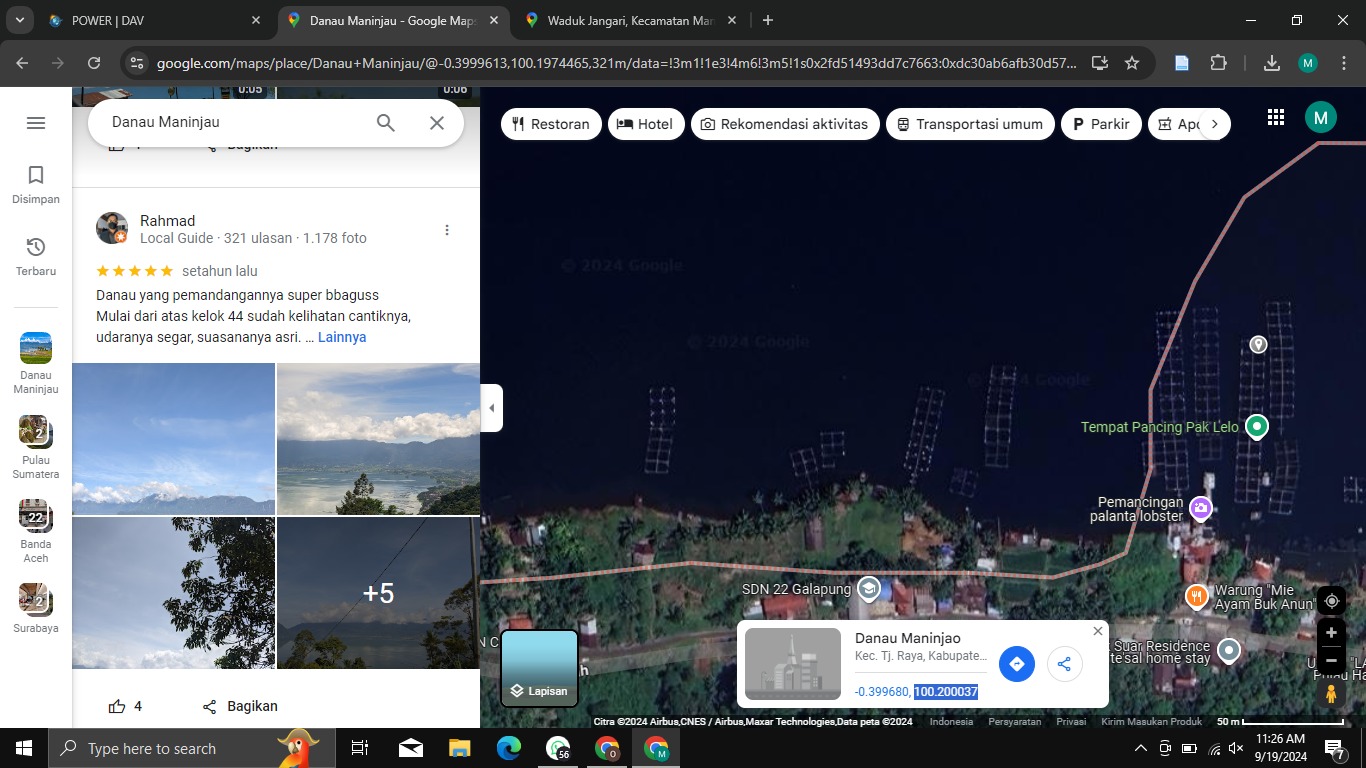 POWER | DAV
Danau Maninjau - Google Maps
Waduk Jangari, Kecamatan Man
google.com/maps/place/Danau+Maninjau/@-0.3999613,100.1974465,321m/data=!3m1!1e3!4m6!3m5!1s0x2fd51493dd7c7663:0xdc30ab6afb30d57...
M
0:05
0:06
Danau Maninjau
Bagikan
Restoran
Hotel
Rekomendasi aktivitas
Transportasi umum
Parkir
M
Disimpan
Terbaru
Danau
Maninjau
2
Pulau
Sumatera
22
Banda
Aceh
2
Surabaya
Rahmad
Local Guide · 321 ulasan · 1.178 foto
setahun lalu
Danau yang pemandangannya super bbaguss
Mulai dari atas kelok 44 sudah kelihatan cantiknya,
udaranya segar, suasananya asri. ... Lainnya
+5
4
Bagikan
© 2024 Google
© 2024 Google
© 2024 Google
Tempat Pancing Pak Lelo
Pemancingan
palanta lobster
SDN 22 Galapung
Warung "Mie
Ayam Buk Anun"
Suar Residence
home stay
Lapisan
Danau Maninjao
Kec. Tj. Raya, Kabupate...
-0.399680, 100.200037
Citra ©2024 Airbus,CNES / Airbus,Maxar Technologies,Data peta ©2024
Indonesia
Persyaratan
Privasi
Kirim Masukan Produk
50 m
Type here to search
56
11:26 AM
9/19/2024
7